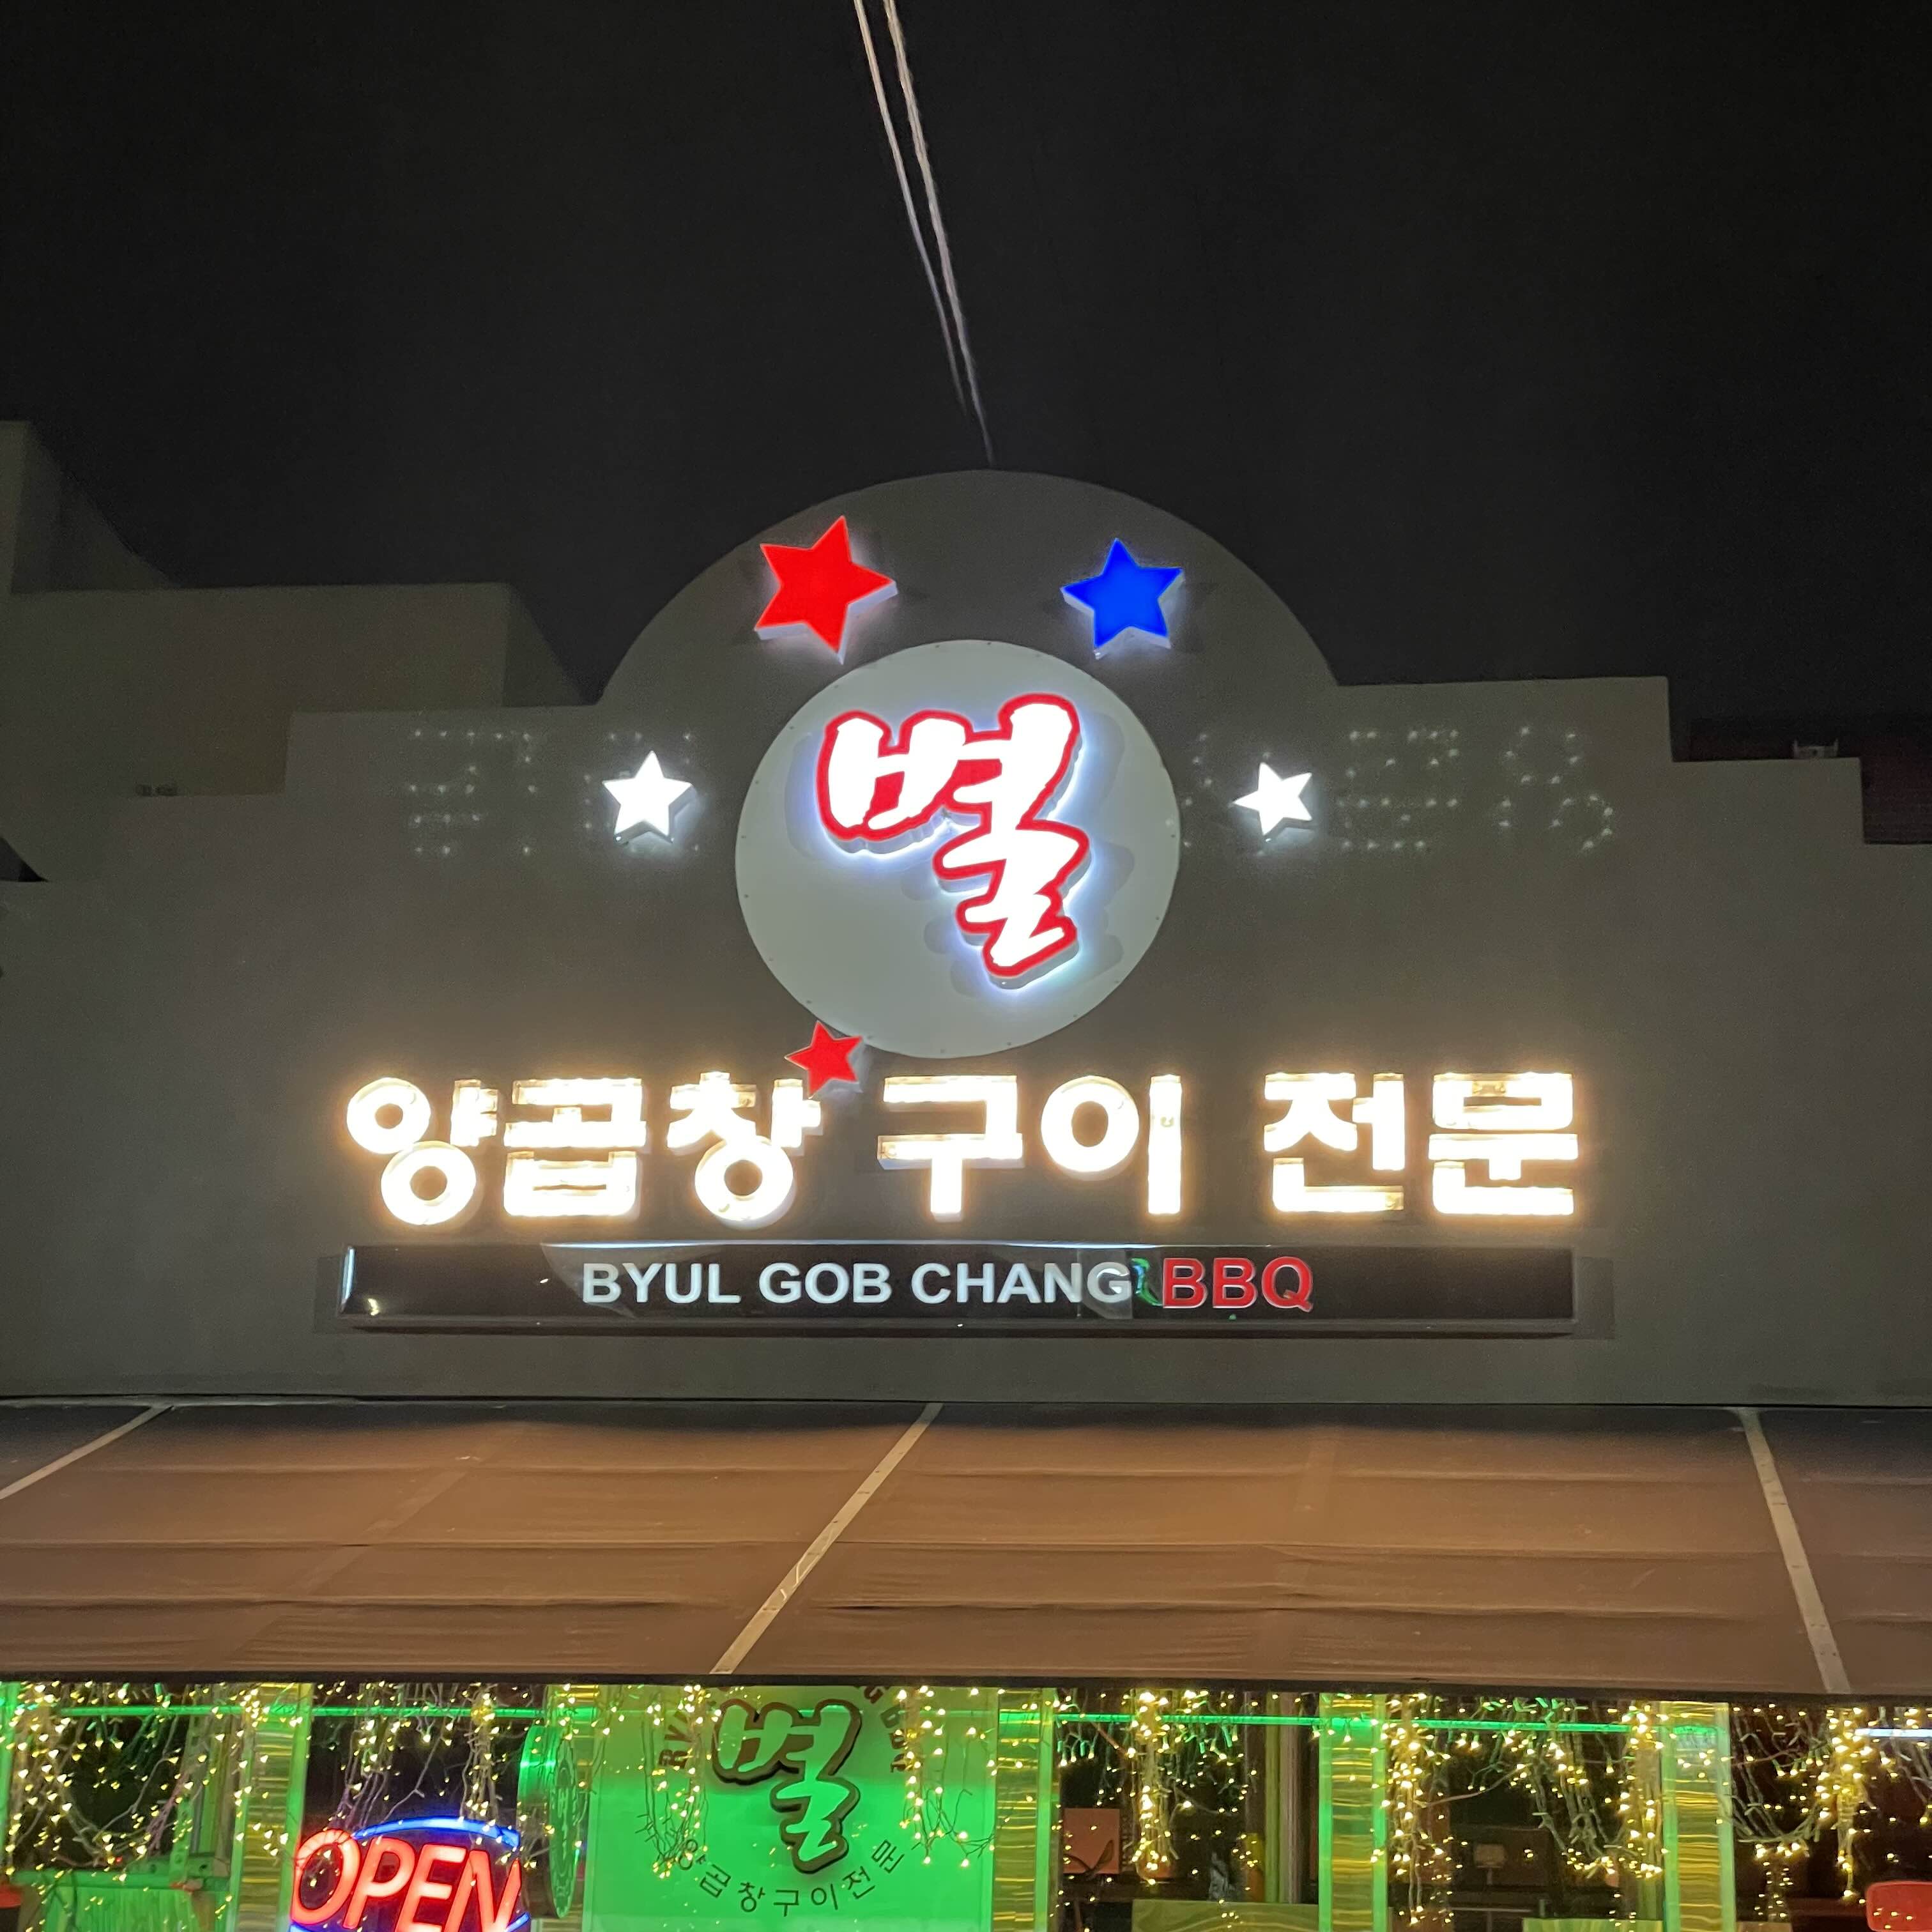 별
양곱창 구이 전문
BYUL GOB CHANG BBQ
별
양곱창구이전문
OPEN